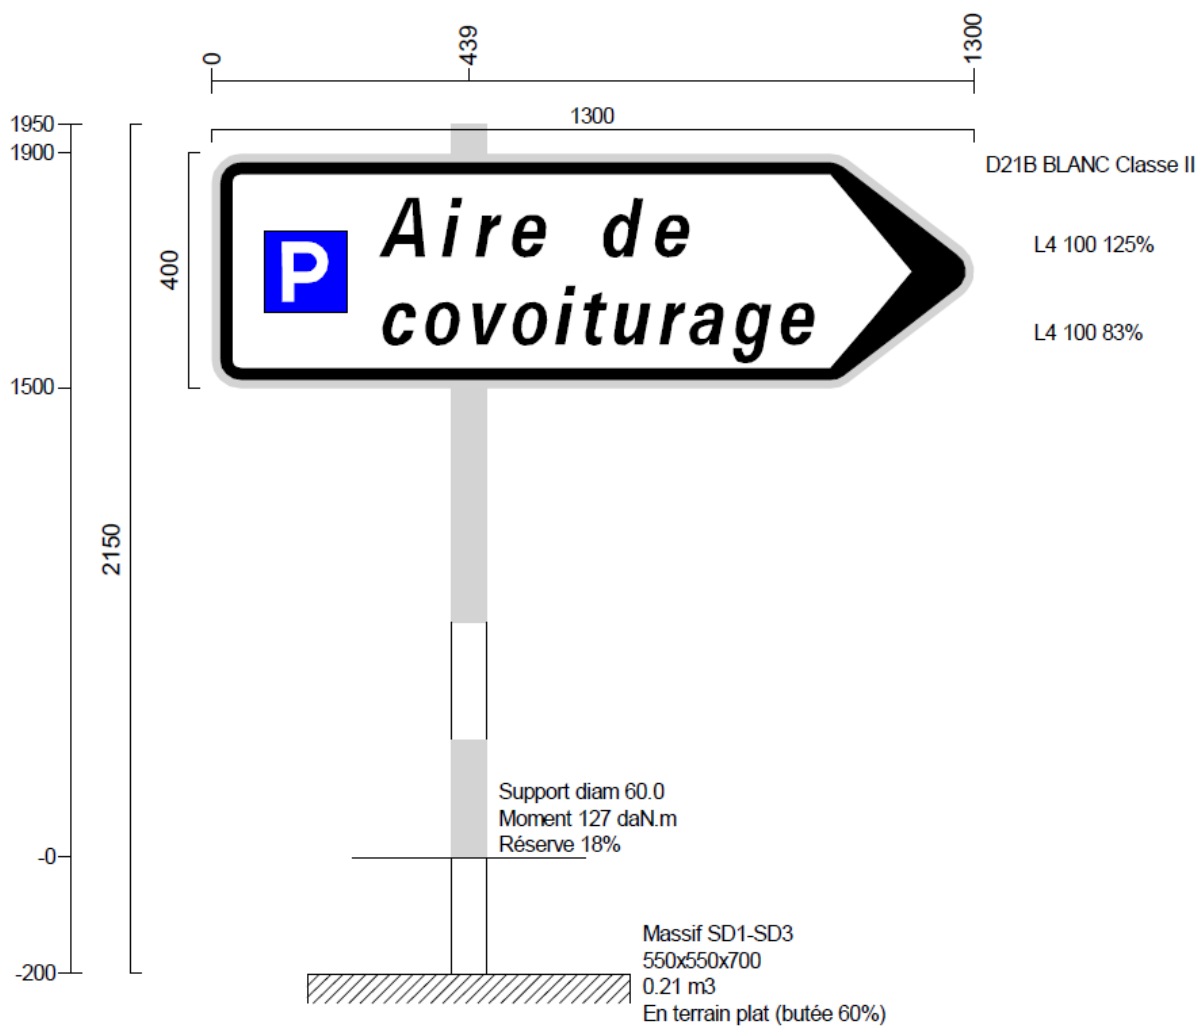 0
439
1300
1300
1950
1900
D21B BLANC Classe II
Aire de
L4 100 125%
400
P
covoiturage
L4 100 83%
1500
2150
Support diam 60.0
Moment 127 daN.m
Réserve 18%
-0
Massif SD1-SD3
550x550x700
-200
0.21 m3
En terrain plat (butée 60%)